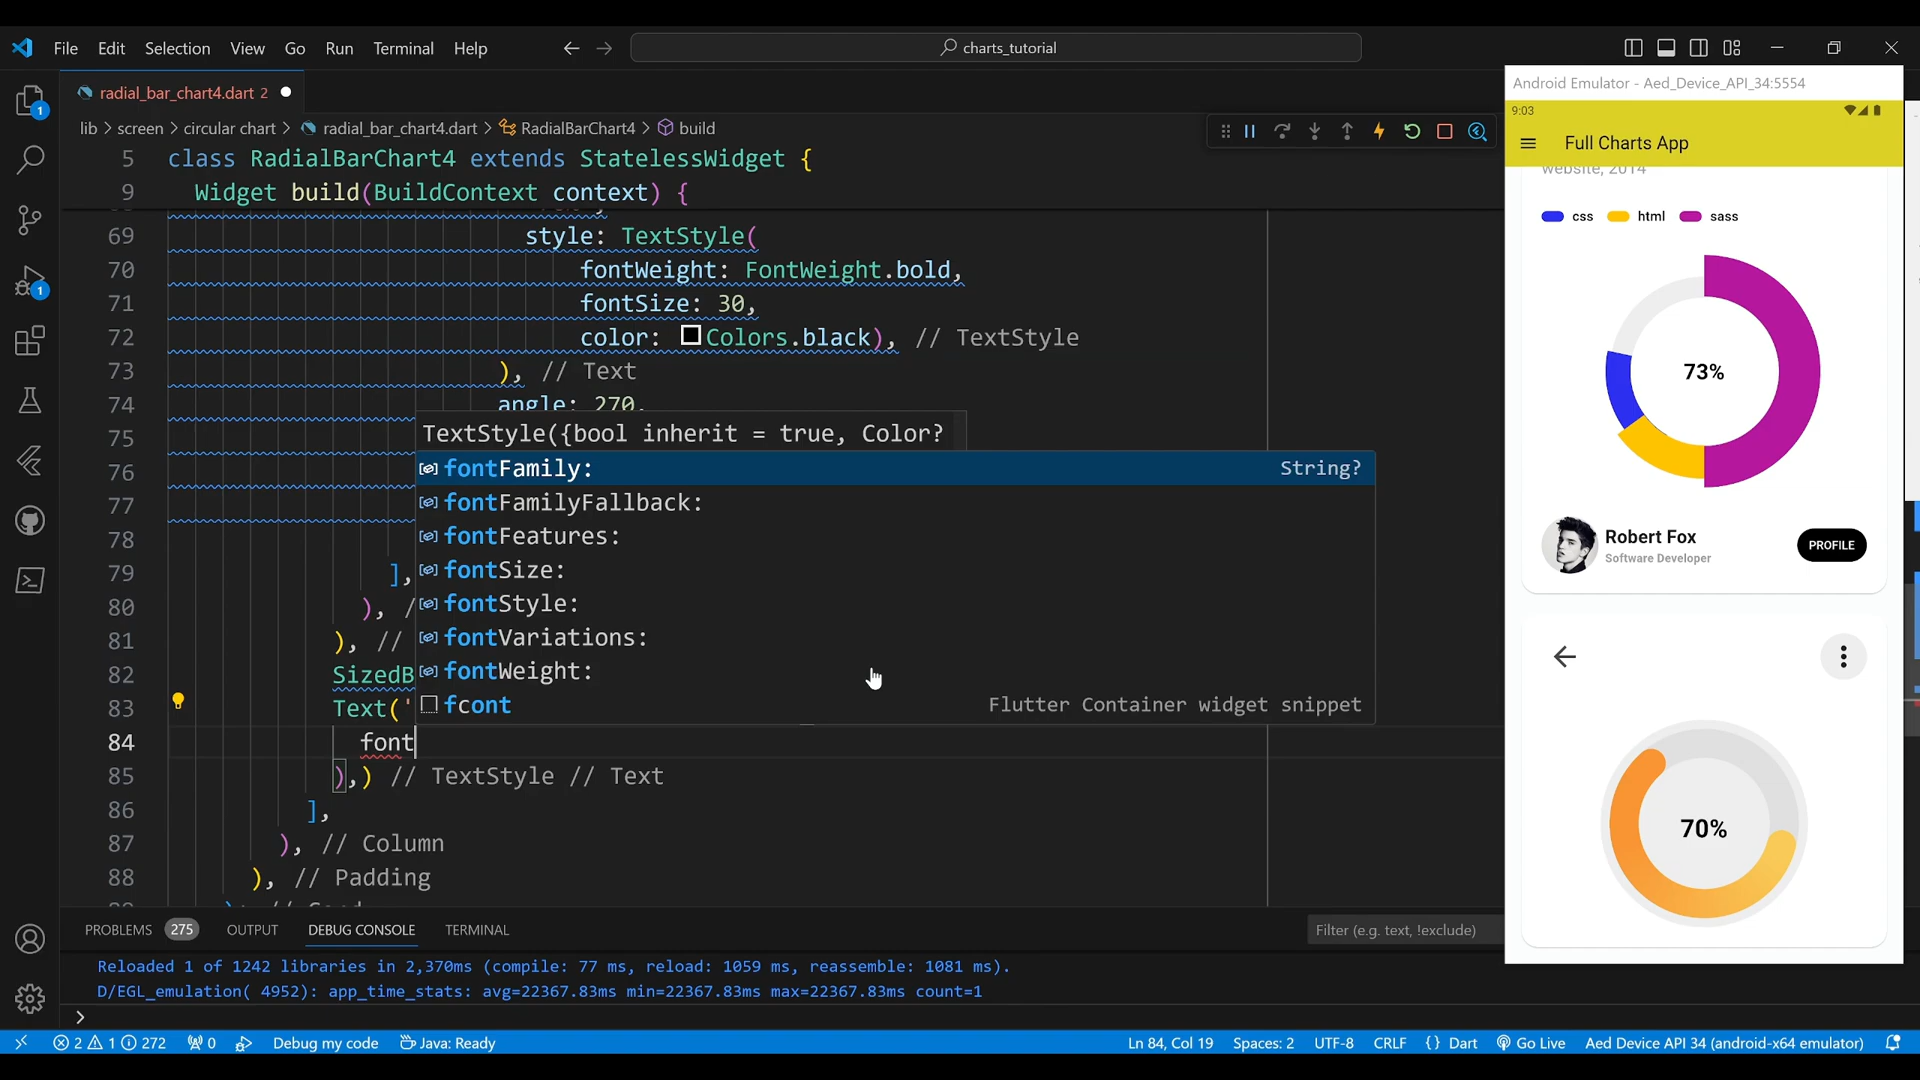 File Edit Selection View Go Run Terminal Help
charts_tutorial
radial_bar_chart4.dart 2
lib > screen > circular chart > radial_bar_chart4.dart > RadialBarChart4 > build
5 class RadialBarChart4 extends StatelessWidget {
9 Widget build(BuildContext context) {
69 style: TextStyle(
70 fontWeight: FontWeight.bold,
71 fontSize: 30,
72 color: Colors.black), // TextStyle
73 ), // Text
74 angle: 270,
75
TextStyle({bool inherit = true, Color?
76 fontFamily: String?
77 fontFamilyFallback:
78 fontFeatures:
79 ], fontSize:
80 ), / fontStyle:
81 ), // fontVariations:
82 SizedB fontWeight:
83 Text(' fcont Flutter Container widget snippet
84 font
85 ),) // TextStyle // Text
86 ],
87 ), // Column
88 ), // Padding
PROBLEMS 275 OUTPUT DEBUG CONSOLE TERMINAL
Filter (e.g. text, !exclude)
Reloaded 1 of 1242 libraries in 2,370ms (compile: 77 ms, reload: 1059 ms, reassemble: 1081 ms).
D/EGL_emulation( 4952): app_time_stats: avg=22367.83ms min=22367.83ms max=22367.83ms count=1
>
2 1 272 0 Debug my code Java: Ready
Ln 84, Col 19 Spaces: 2 UTF-8 CRLF {} Dart Go Live Aed Device API 34 (android-x64 emulator)
Android Emulator - Aed_Device_API_34:5554
9:03
Full Charts App
website, 2014
css html sass
73%
Robert Fox
Software Developer
PROFILE
70%
1
1